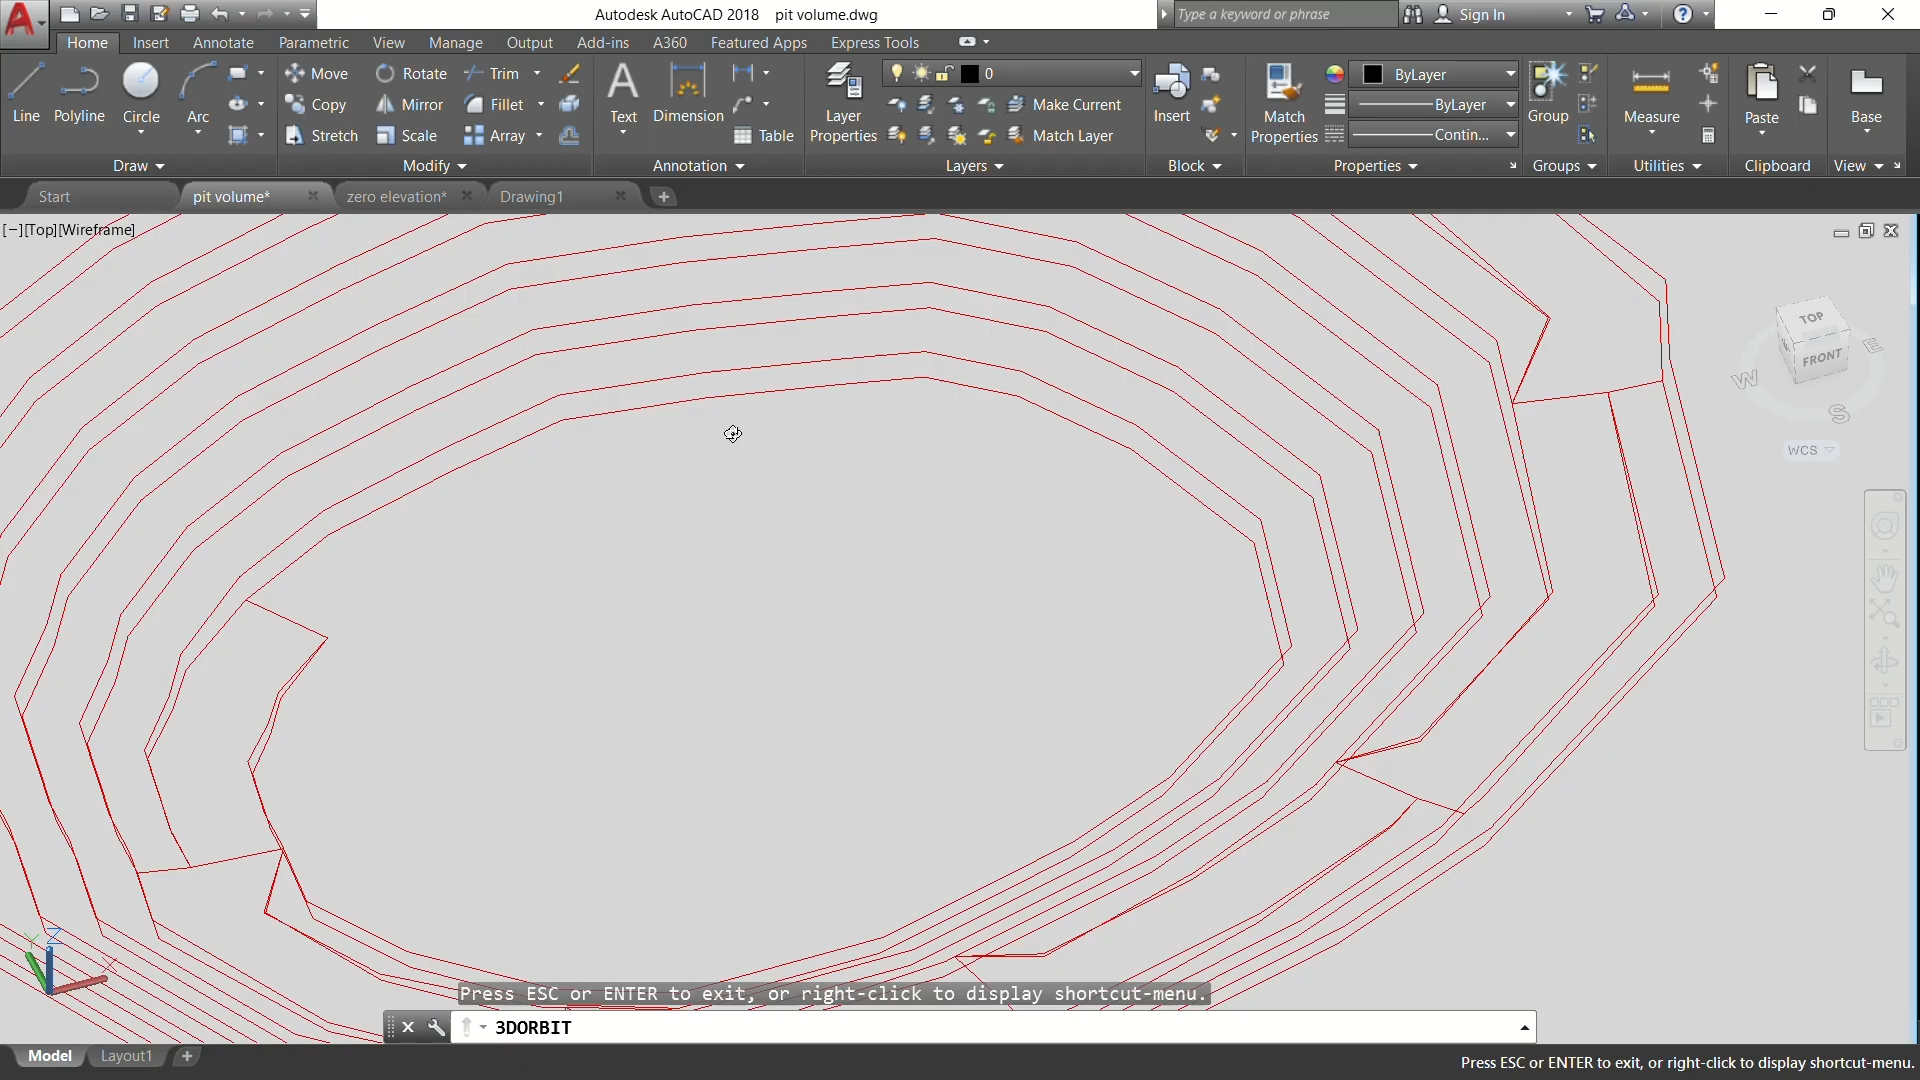 Autodesk AutoCAD 2018 pit volume.dwg
Type a keyword or phrase
Sign In
Home Insert Annotate Parametric View Manage Output Add-ins A360 Featured Apps Express Tools
Line Polyline Circle Arc
Move Rotate Trim
Copy Mirror Fillet
Stretch Scale Array
Text Dimension Table
Layer Properties
0
Make Current
Match Layer
Insert
Match Properties
ByLayer
ByLayer
Contin...
Group
Measure
Paste
Base
Draw Modify Annotation Layers Block Properties Groups Utilities Clipboard View
Start pit volume* zero elevation* Drawing1
[−][Top][Wireframe]
TOP
FRONT
E
W
S
WCS
Y Z X
Press ESC or ENTER to exit, or right-click to display shortcut-menu.
3DORBIT
Model Layout1
Press ESC or ENTER to exit, or right-click to display shortcut-menu.